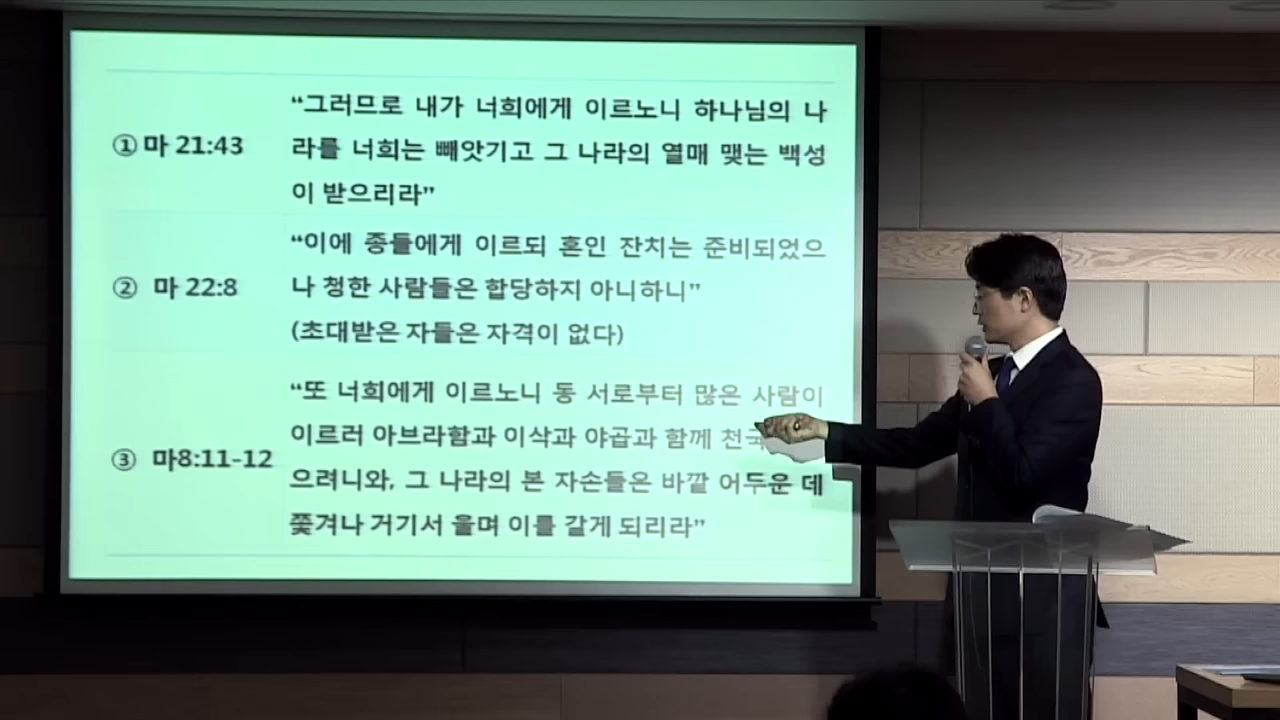 ① 마 21:43
“그러므로 내가 너희에게 이르노니 하나님의 나
라를 너희는 빼앗기고 그 나라의 열매 맺는 백성
이 받으리라”
② 마 22:8
“이에 종들에게 이르되 혼인 잔치는 준비되었으
나 청한 사람들은 합당하지 아니하니”
(초대받은 자들은 자격이 없다)
③ 마8:11-12
“또 너희에게 이르노니 동 서로부터 많은 사람이
이르러 아브라함과 이삭과 야곱과 함께 천국
으려니와, 그 나라의 본 자손들은 바깥 어두운 데
쫓겨나 거기서 울며 이를 갈게 되리라”